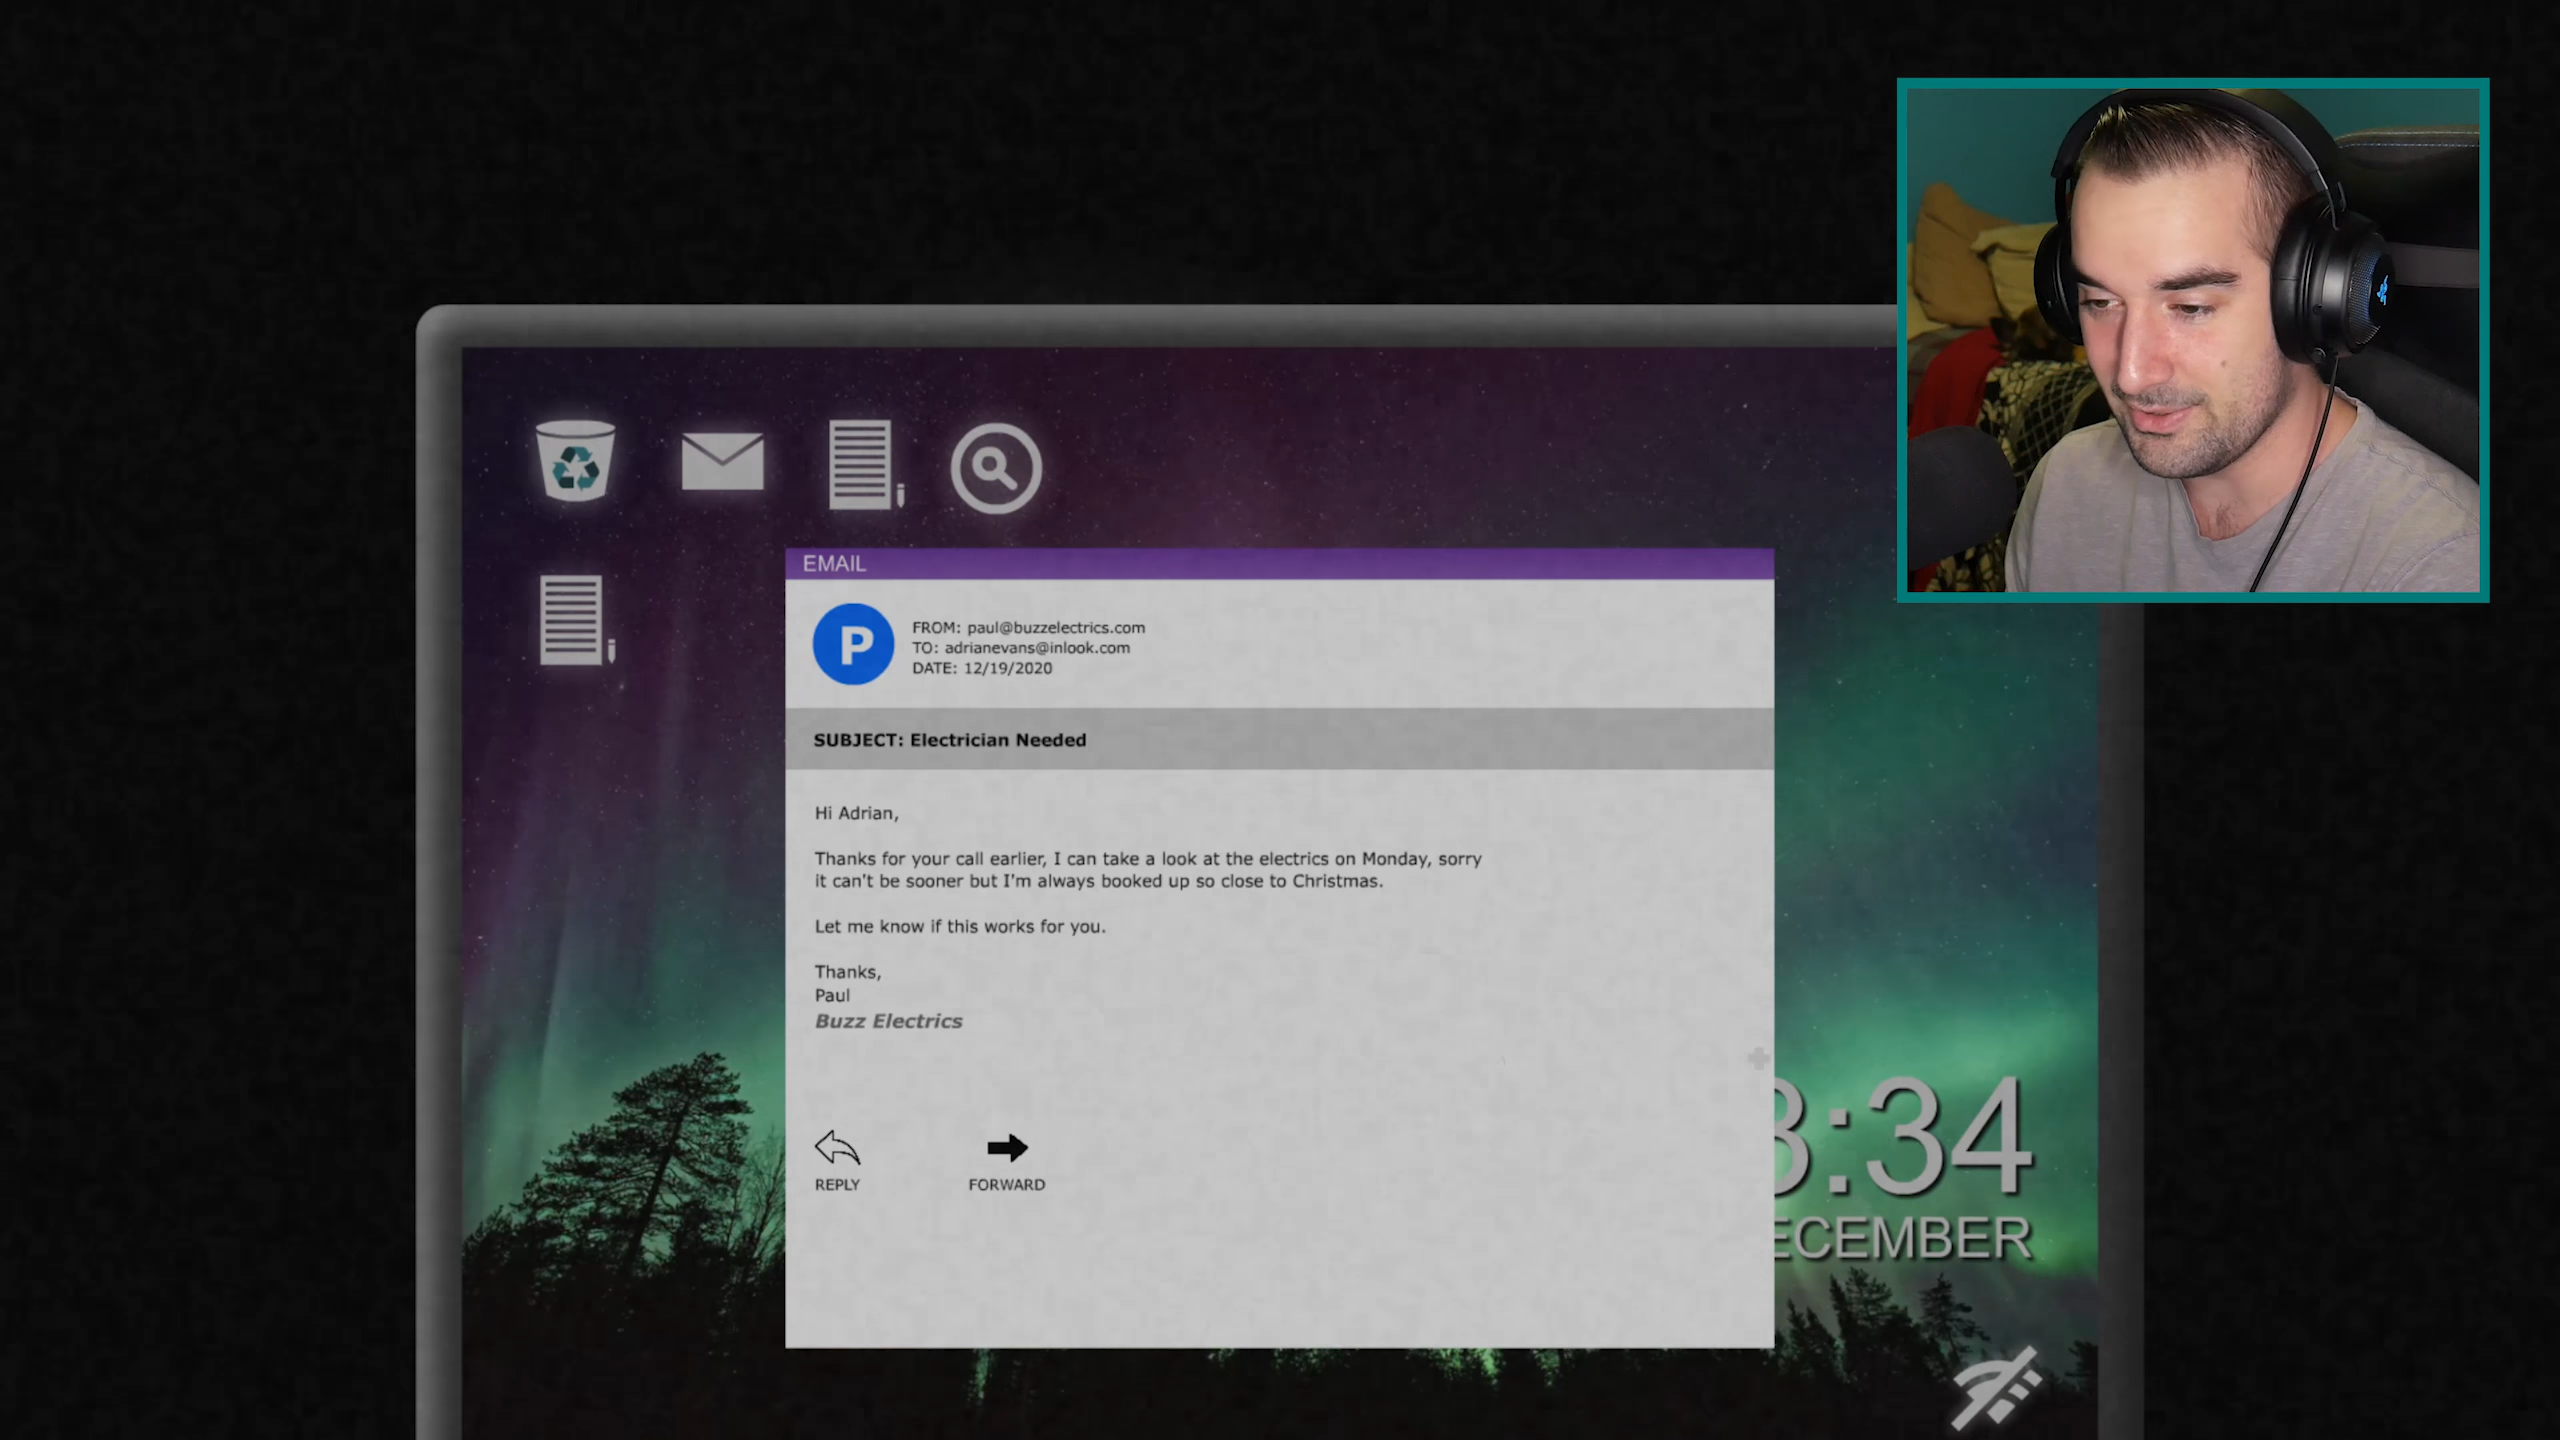 EMAIL
P
FROM: paul@buzzelectrics.com
TO: adrianevans@inlook.com
DATE: 12/19/2020
SUBJECT: Electrician Needed
Hi Adrian,
Thanks for your call earlier, I can take a look at the electrics on Monday, sorry
it can't be sooner but I'm always booked up so close to Christmas.
Let me know if this works for you.
Thanks,
Paul
Buzz Electrics
REPLY FORWARD
:34
ECEMBER